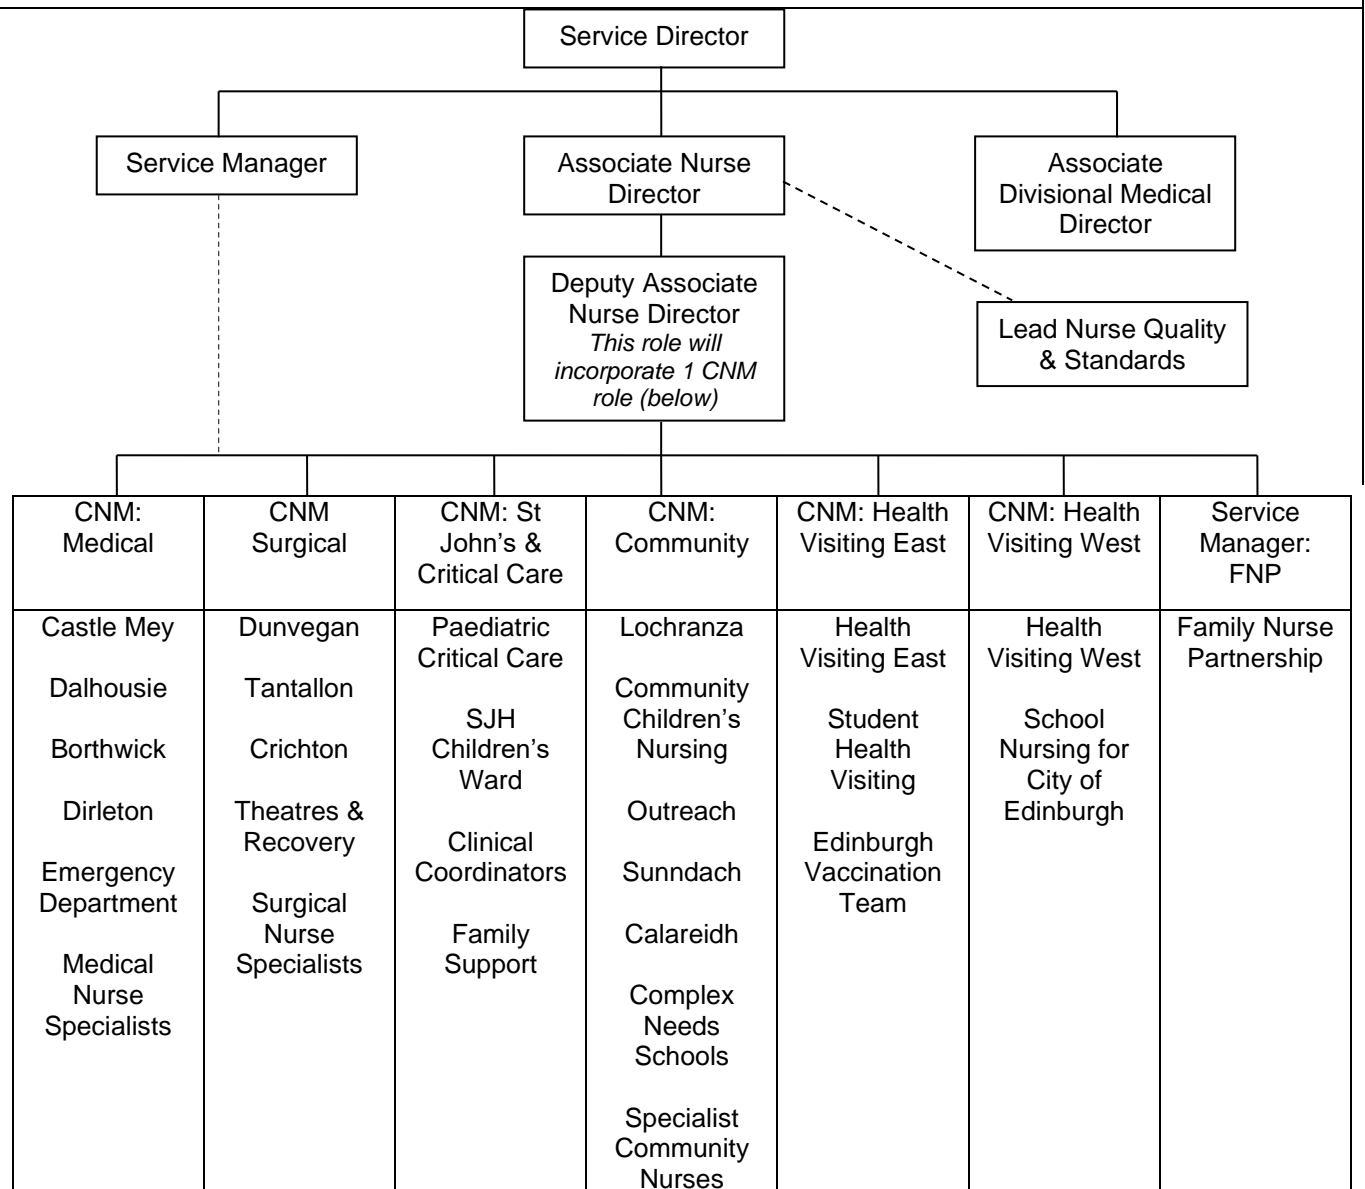 Service Director
Service Manager
Associate Nurse
Director
Associate
Divisional Medical
Director
Deputy Associate
Nurse Director
This role will
incorporate 1 CNM
role (below)
Lead Nurse Quality
& Standards
CNM:
Medical
CNM
Surgical
CNM: St
John's &
Critical Care
CNM:
Community
CNM: Health
Visiting East
CNM: Health
Visiting West
Service
Manager:
FNP
Castle Mey
Dalhousie
Borthwick
Dirleton
Emergency
Department
Medical
Nurse
Specialists
Dunvegan
Tantallon
Crichton
Theatres &
Recovery
Surgical
Nurse
Specialists
Paediatric
Critical Care
SJH
Children's
Ward
Clinical
Coordinators
Family
Support
Lochranza
Community
Children's
Nursing
Outreach
Sunndach
Calareidh
Complex
Needs
Schools
Specialist
Community
Nurses
Health
Visiting East
Student
Health
Visiting
Edinburgh
Vaccination
Team
Health
Visiting West
School
Nursing for
City of
Edinburgh
Family Nurse
Partnership